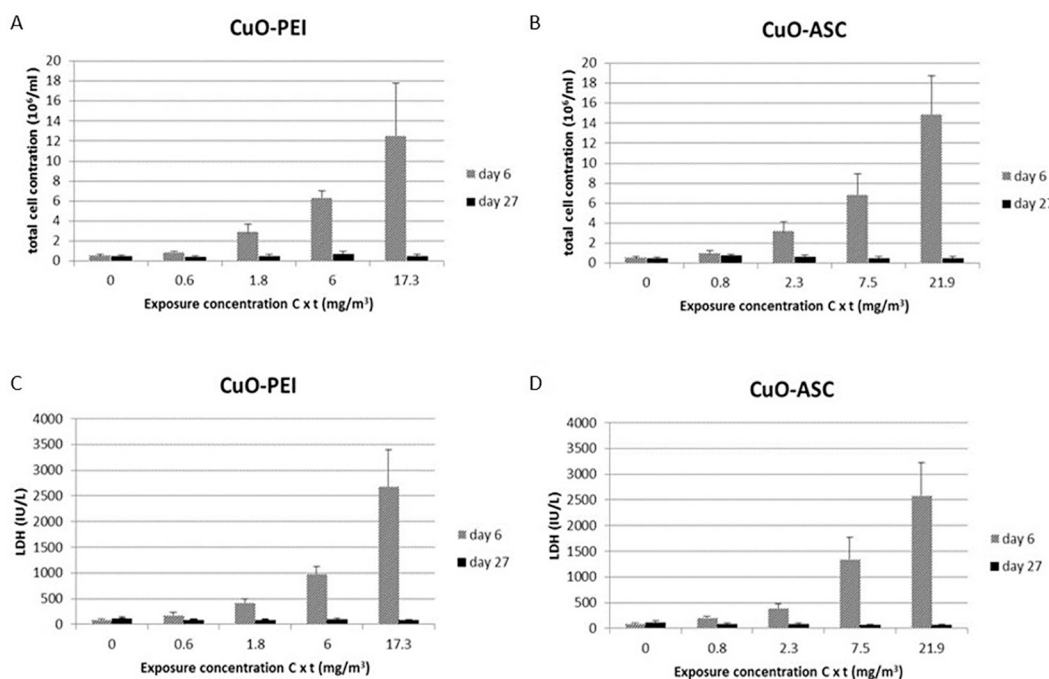 A
CuO-PEI
total cell contration (10⁶/ml)
20
18
16
14
12
10
8
6
4
2
0
0 0.6 1.8 6 17.3
Exposure concentration C x t (mg/m³)
day 6
day 27
B
CuO-ASC
total cell contration (10⁶/ml)
20
18
16
14
12
10
8
6
4
2
0
0 0.8 2.3 7.5 21.9
Exposure concentration C x t (mg/m³)
day 6
day 27
C
CuO-PEI
LDH (IU/L)
4000
3500
3000
2500
2000
1500
1000
500
0
0 0.6 1.8 6 17.3
Exposure concentration C x t (mg/m³)
day 6
day 27
D
CuO-ASC
LDH (IU/L)
4000
3500
3000
2500
2000
1500
1000
500
0
0 0.8 2.3 7.5 21.9
Exposure concentration C x t (mg/m³)
day 6
day 27